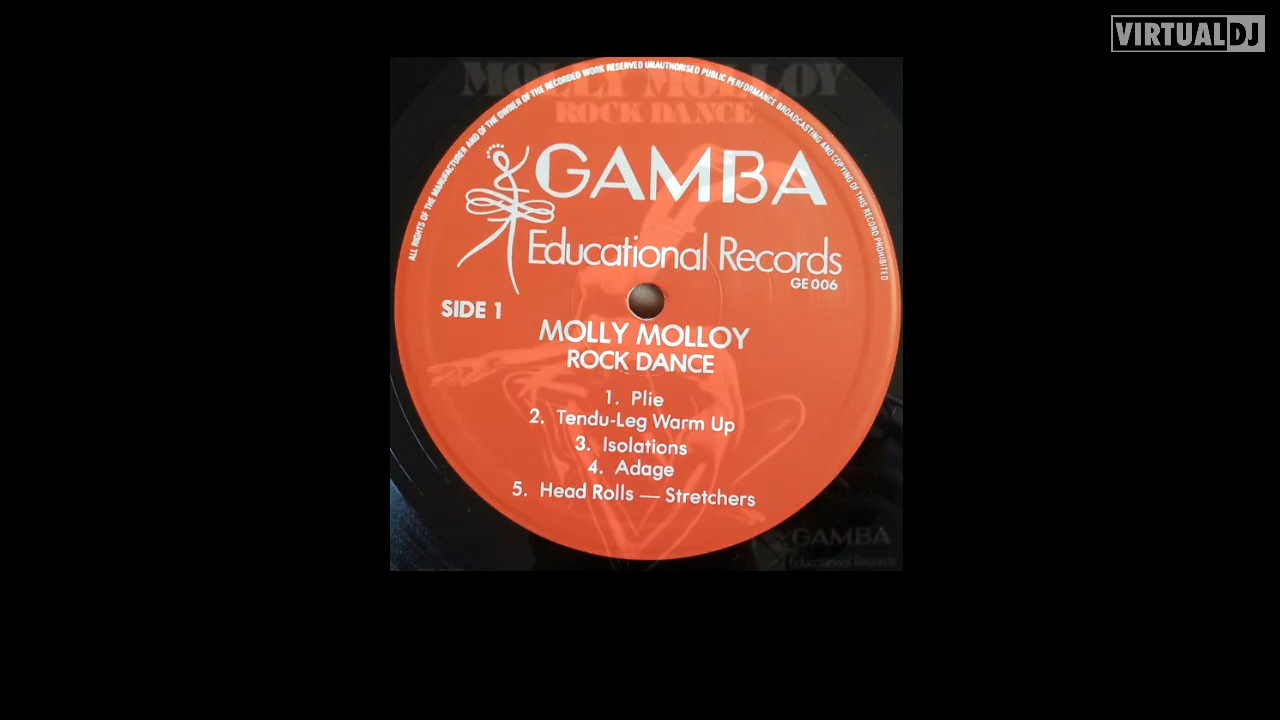 VIRTUALDJ
MOLLY MOLLOY
ROCK DANCE
ALL RIGHTS OF THE MANUFACTURER AND OF THE OWNER OF THE RECORDED WORK RESERVED UNAUTHORISED PUBLIC PERFORMANCE BROADCASTING AND COPYING OF THIS RECORD PROHIBITED
GAMBA
Educational Records
GE 006
SIDE 1
MOLLY MOLLOY
ROCK DANCE
1. Plie
2. Tendu-Leg Warm Up
3. Isolations
4. Adage
5. Head Rolls — Stretchers
GAMBA
Educational Records